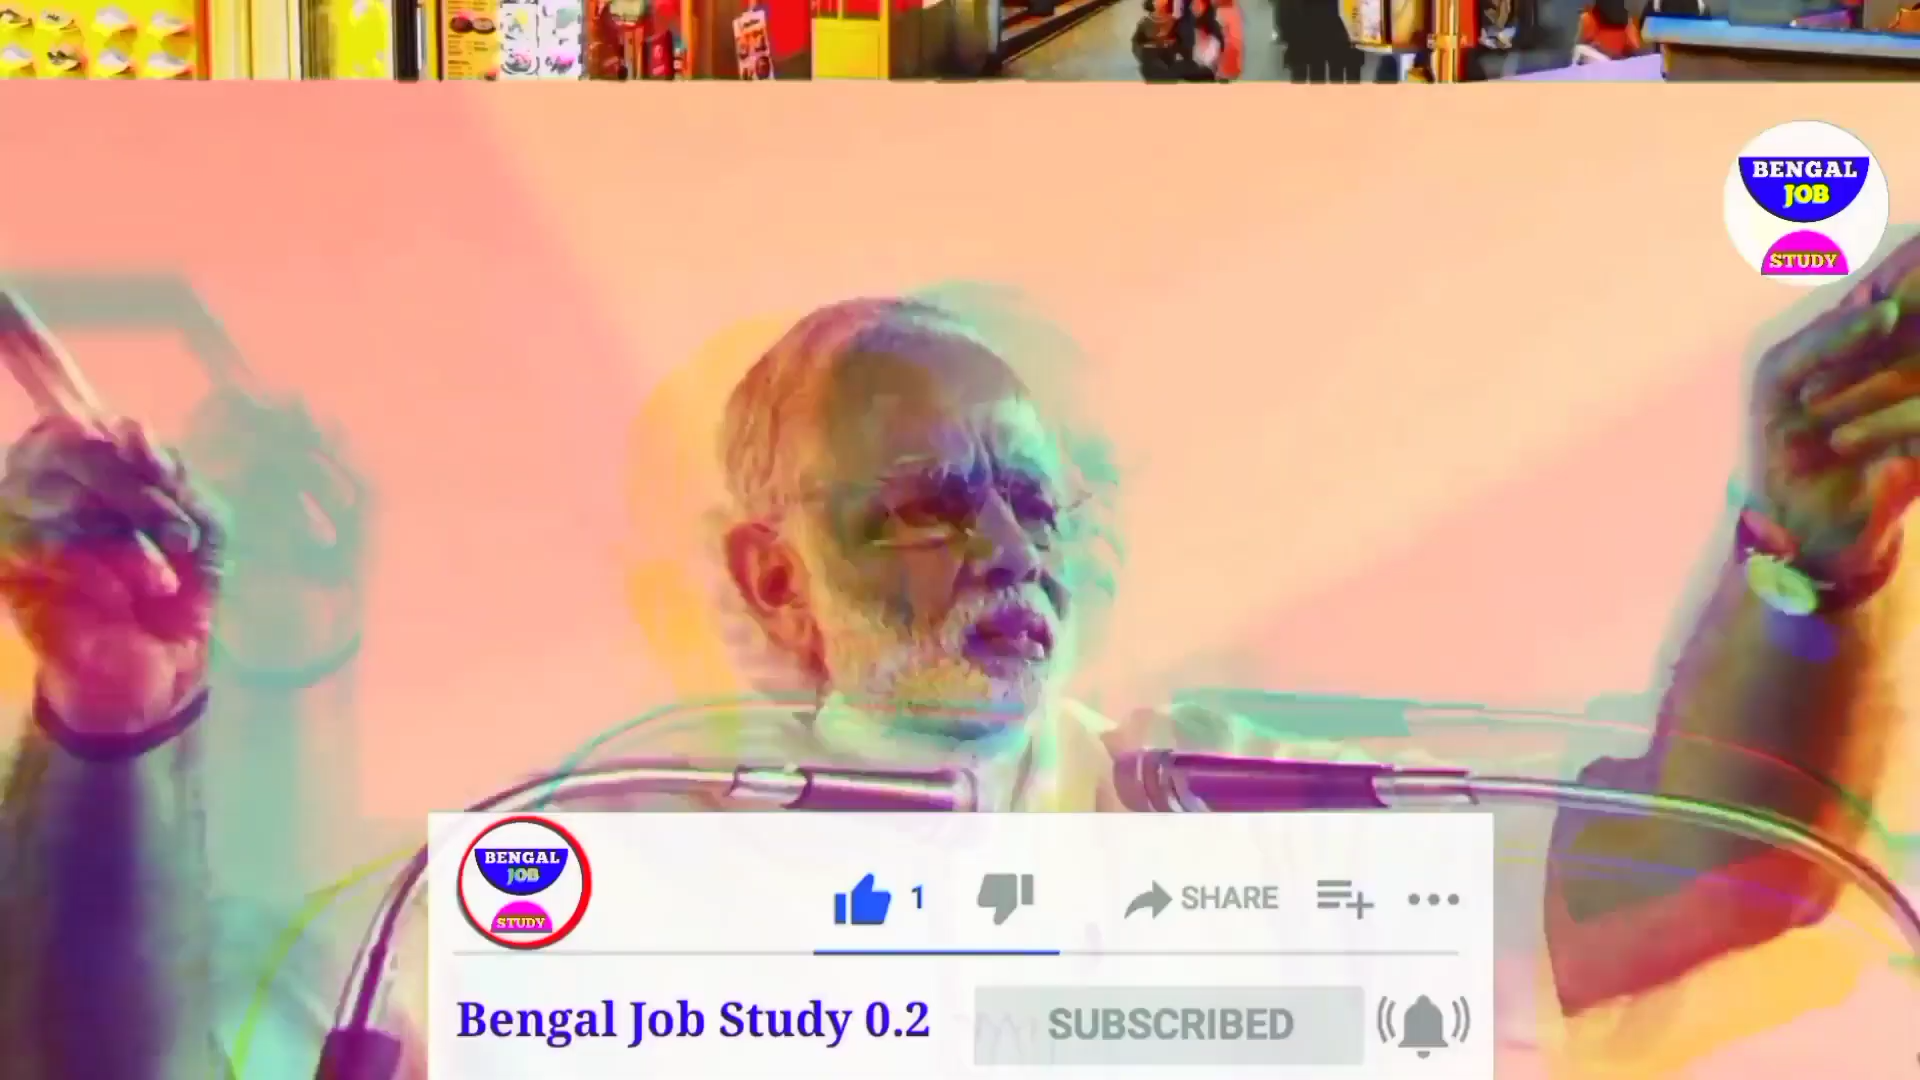 BENGAL
JOB
STUDY
BENGAL
JOB
STUDY
1
SHARE
Bengal Job Study 0.2
SUBSCRIBED